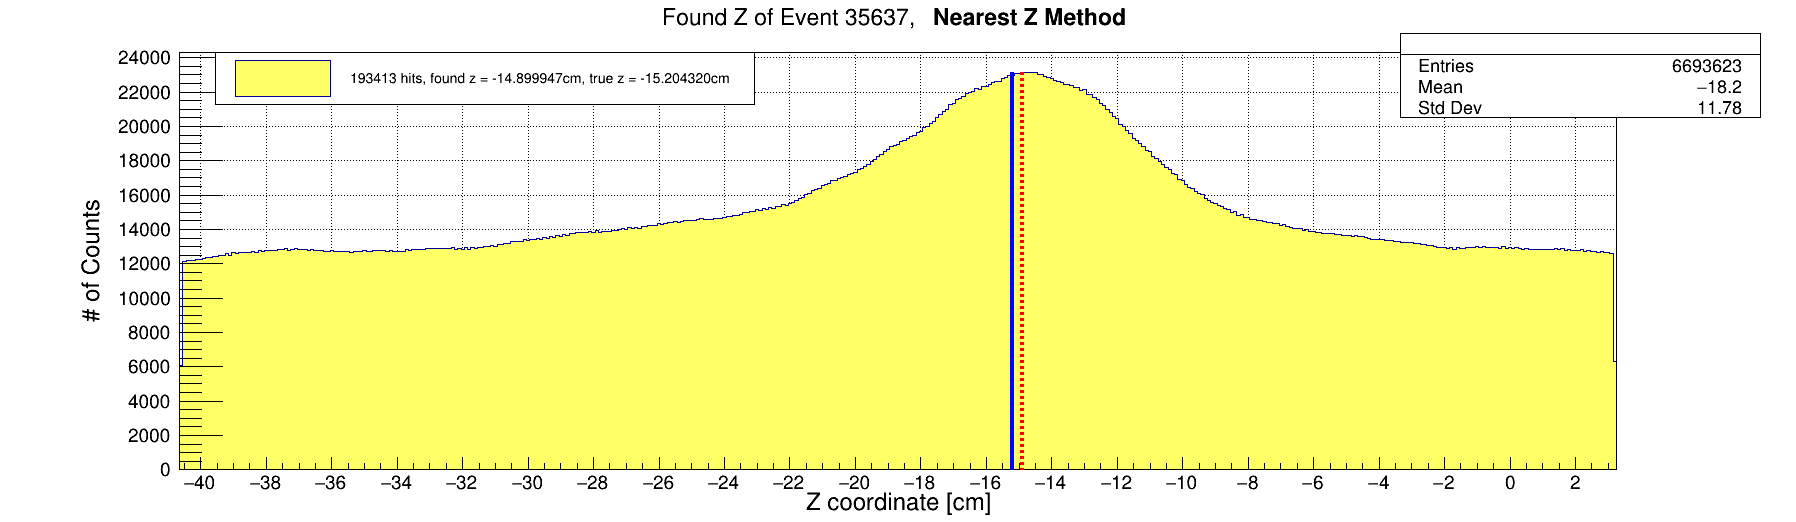 Found Z of Event 35637, Nearest Z Method
193413 hits, found z = -14.899947cm, true z = -15.204320cm
Entries 6693623
Mean −18.2
Std Dev 11.78
# of Counts
24000
22000
20000
18000
16000
14000
12000
10000
8000
6000
4000
2000
0
−40 −38 −36 −34 −32 −30 −28 −26 −24 −22 −20 −18 −16 −14 −12 −10 −8 −6 −4 −2 0 2
Z coordinate [cm]